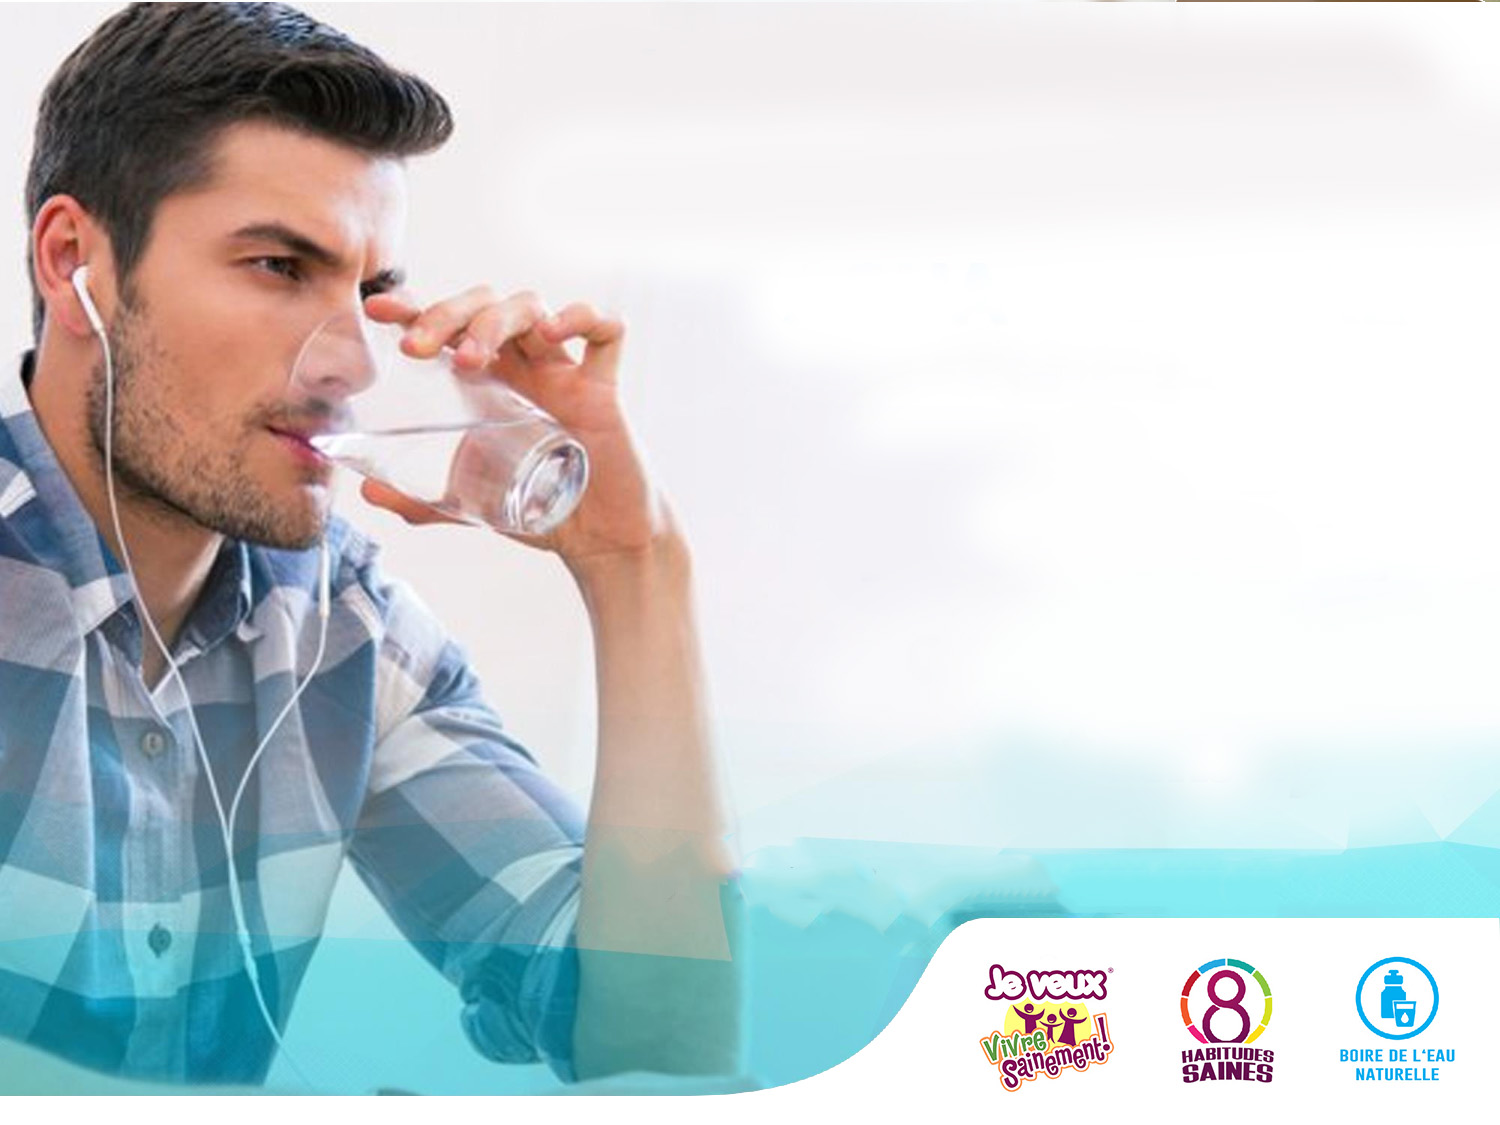 Je veux®
Vivre
Sainement!
8
HABITUDES
SAINES
BOIRE DE L'EAU
NATURELLE